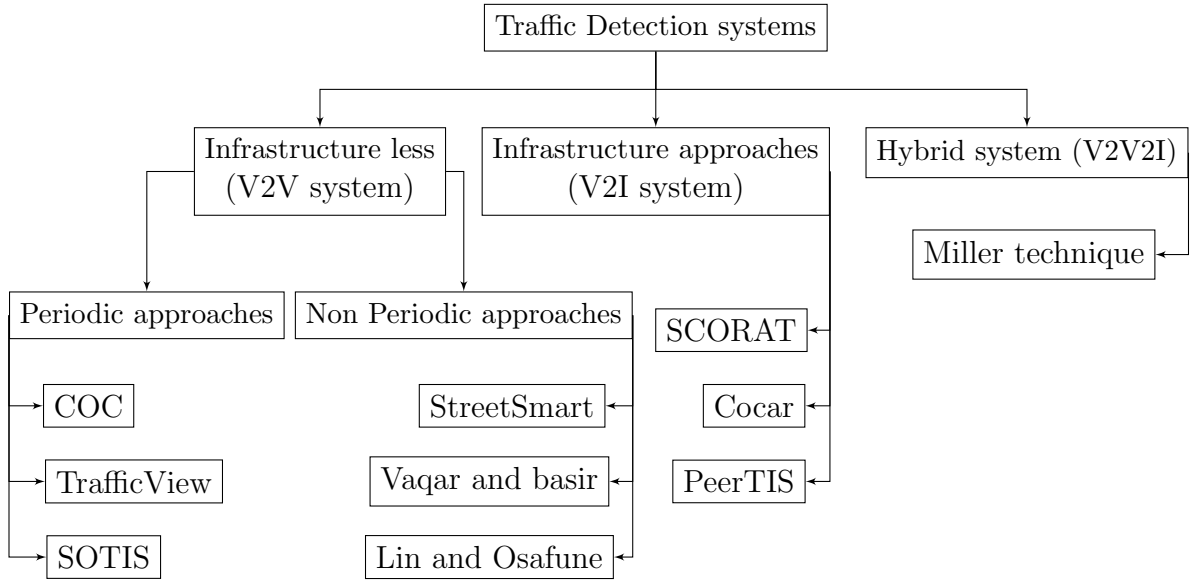 Traffic Detection systems
Infrastructure less
(V2V system)
Infrastructure approaches
(V2I system)
Hybrid system (V2V2I)
Miller technique
Periodic approaches
Non Periodic approaches
SCORAT
COC
StreetSmart
Cocar
TrafficView
Vaqar and basir
PeerTIS
SOTIS
Lin and Osafune